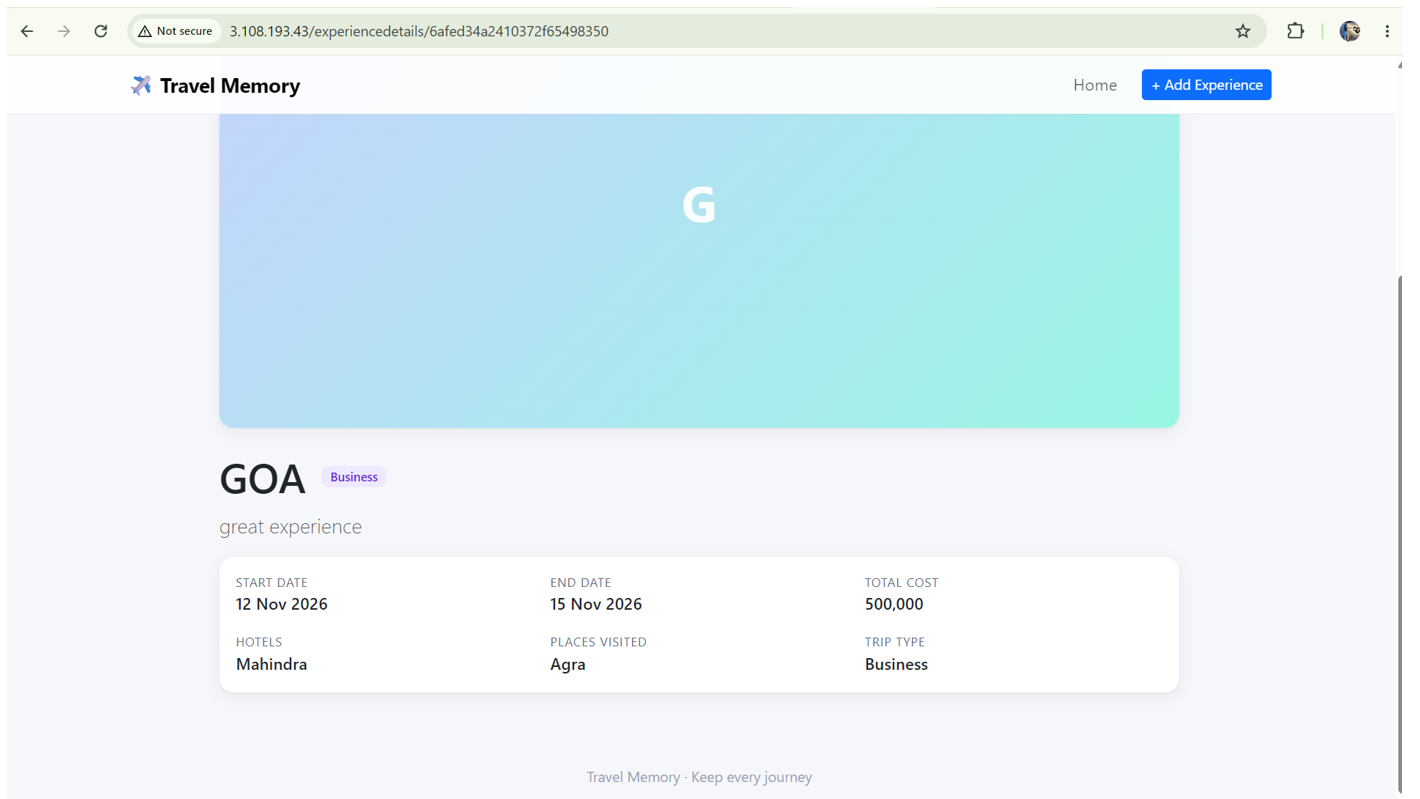 Not secure 3.108.193.43/experiencedetails/6afed34a2410372f65498350
Travel Memory Home + Add Experience
G
GOA Business
great experience
START DATE END DATE TOTAL COST
12 Nov 2026 15 Nov 2026 500,000
HOTELS PLACES VISITED TRIP TYPE
Mahindra Agra Business
Travel Memory · Keep every journey